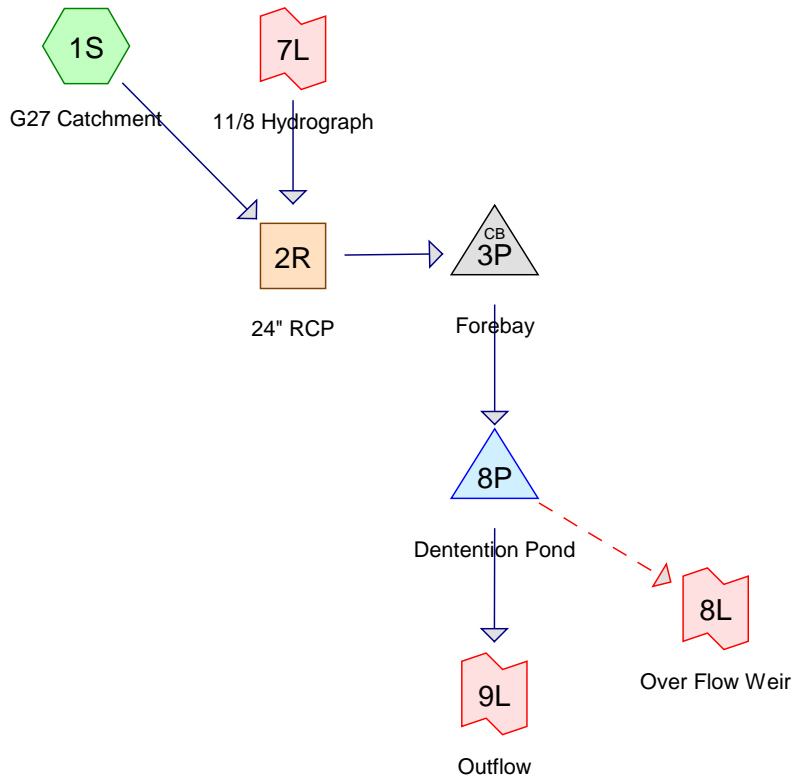 1S
7L
G27 Catchment
11/8 Hydrograph
2R
CB
3P
24" RCP
Forebay
8P
Dentention Pond
8L
Over Flow Weir
9L
Outflow